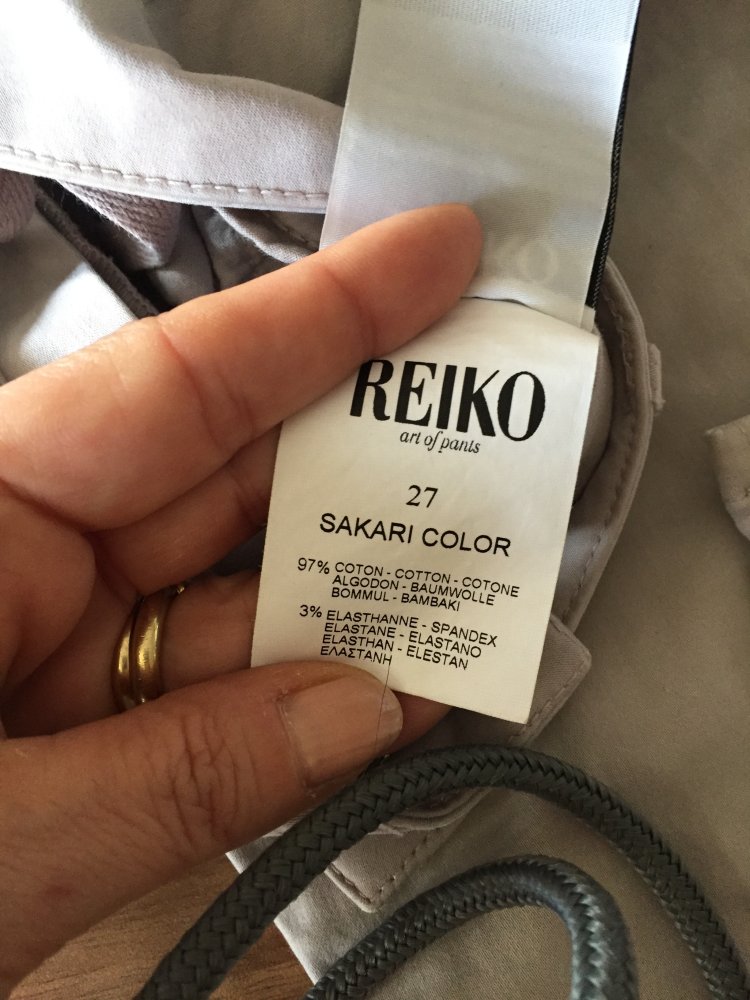 REIKO
art of pants
27
SAKARI COLOR
97% COTON - COTTON - COTONE
ALGODON - BAUMWOLLE
BOMMUL - BAMBAKI
3% ELASTHANNE - SPANDEX
ELASTANE - ELASTANO
ELASTHAN - ELESTAN
ΕΛΑΣΤΑΝΗ